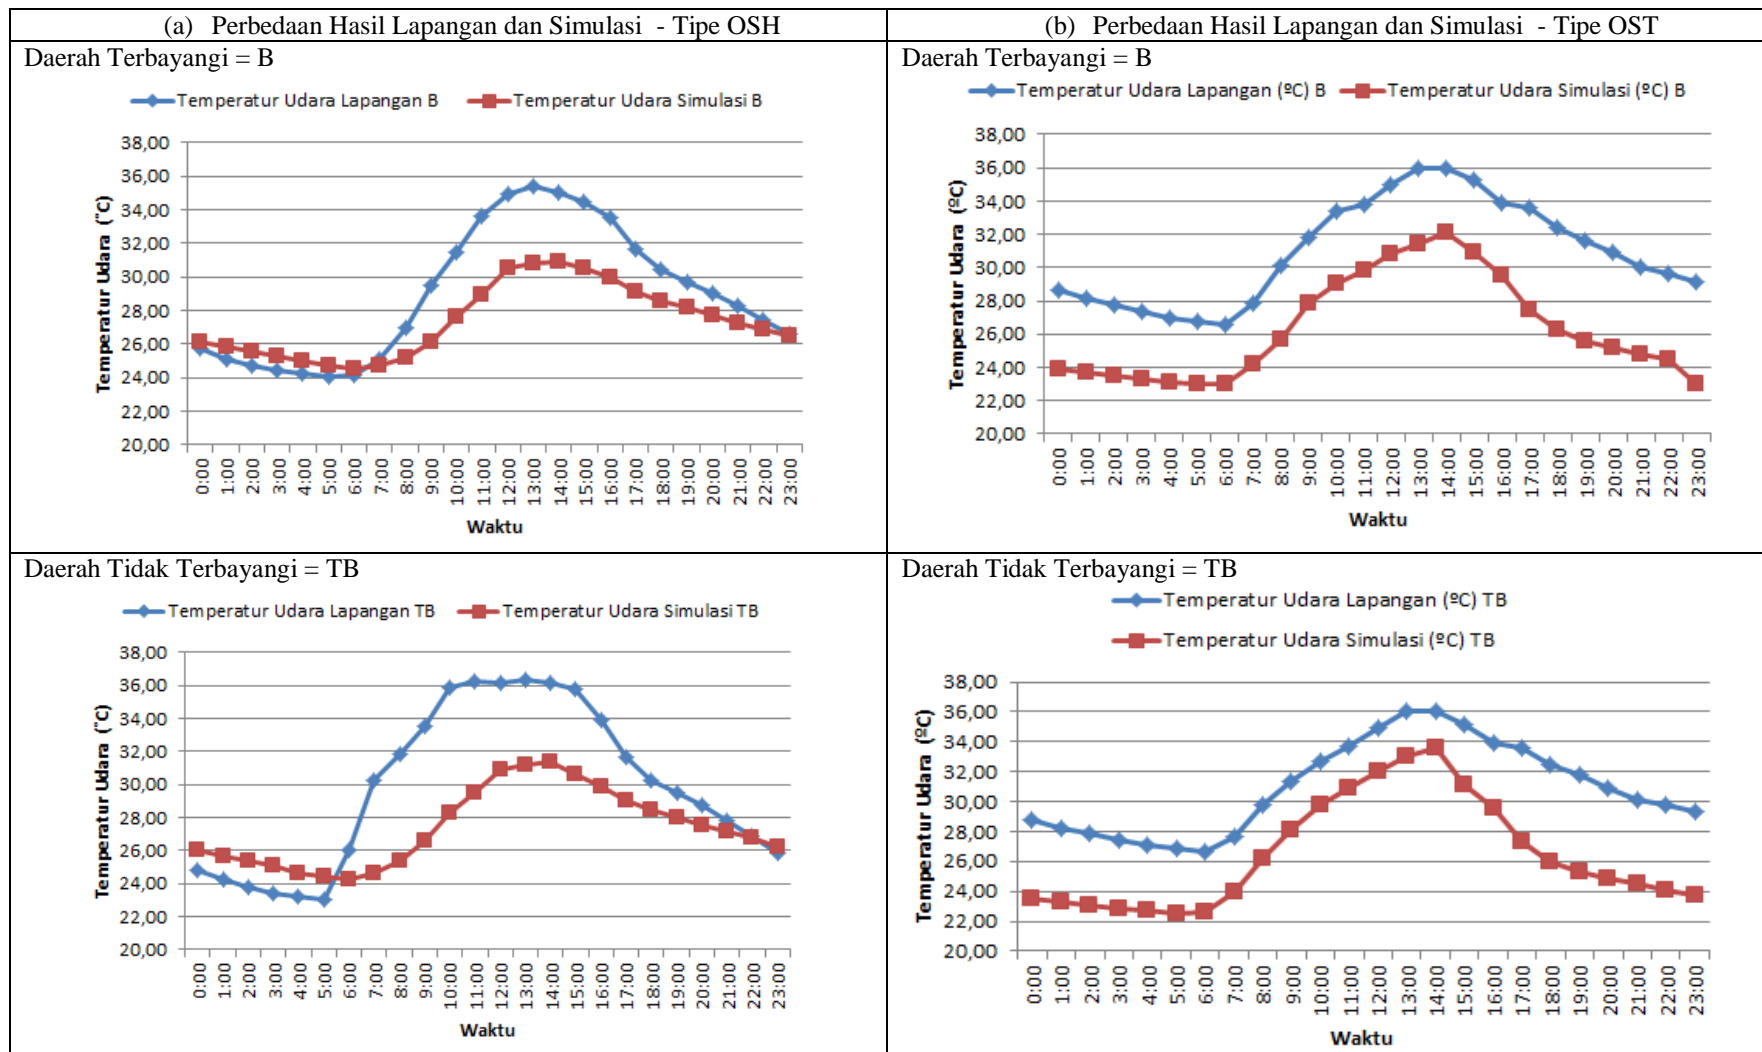 (a) Perbedaan Hasil Lapangan dan Simulasi - Tipe OSH
Daerah Terbayangi = B
Temperatur Udara Lapangan B Temperatur Udara Simulasi B
Temperatur Udara (˚C)
38,00
36,00
34,00
32,00
30,00
28,00
26,00
24,00
22,00
20,00
0:00 1:00 2:00 3:00 4:00 5:00 6:00 7:00 8:00 9:00 10:00 11:00 12:00 13:00 14:00 15:00 16:00 17:00 18:00 19:00 20:00 21:00 22:00 23:00
Waktu
(b) Perbedaan Hasil Lapangan dan Simulasi - Tipe OST
Daerah Terbayangi = B
Temperatur Udara Lapangan (ºC) B Temperatur Udara Simulasi (ºC) B
Temperatur Udara (ºC)
38,00
36,00
34,00
32,00
30,00
28,00
26,00
24,00
22,00
20,00
0:00 1:00 2:00 3:00 4:00 5:00 6:00 7:00 8:00 9:00 10:00 11:00 12:00 13:00 14:00 15:00 16:00 17:00 18:00 19:00 20:00 21:00 22:00 23:00
Waktu
Daerah Tidak Terbayangi = TB
Temperatur Udara Lapangan TB Temperatur Udara Simulasi TB
Temperatur Udara (˚C)
38,00
36,00
34,00
32,00
30,00
28,00
26,00
24,00
22,00
20,00
0:00 1:00 2:00 3:00 4:00 5:00 6:00 7:00 8:00 9:00 10:00 11:00 12:00 13:00 14:00 15:00 16:00 17:00 18:00 19:00 20:00 21:00 22:00 23:00
Waktu
Daerah Tidak Terbayangi = TB
Temperatur Udara Lapangan (ºC) TB
Temperatur Udara Simulasi (ºC) TB
Temperatur Udara (ºC)
38,00
36,00
34,00
32,00
30,00
28,00
26,00
24,00
22,00
20,00
0:00 1:00 2:00 3:00 4:00 5:00 6:00 7:00 8:00 9:00 10:00 11:00 12:00 13:00 14:00 15:00 16:00 17:00 18:00 19:00 20:00 21:00 22:00 23:00
Waktu